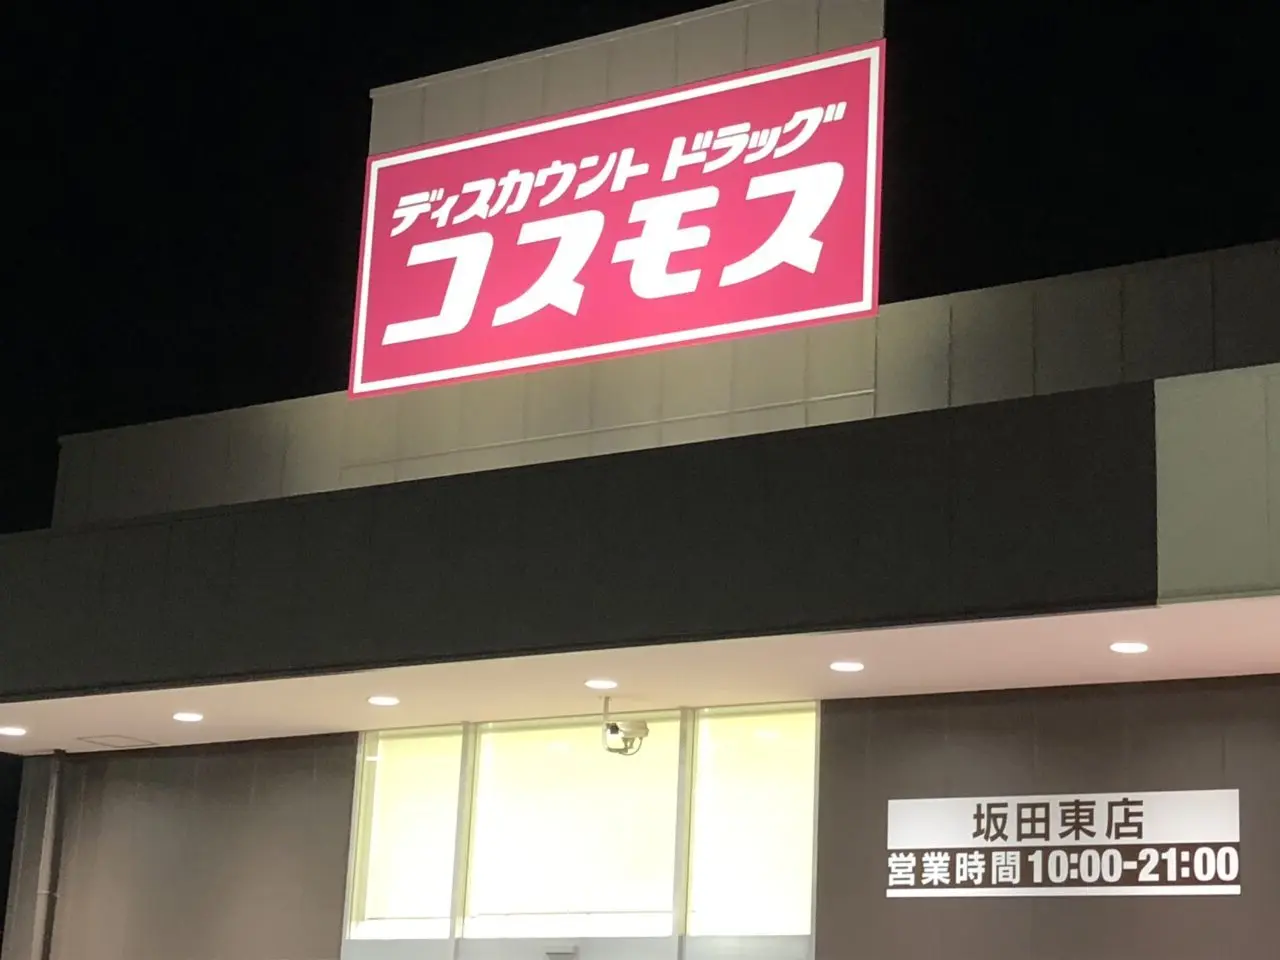 ディスカウント ドラッグ
コスモス
坂田東店
営業時間 10:00-21:00